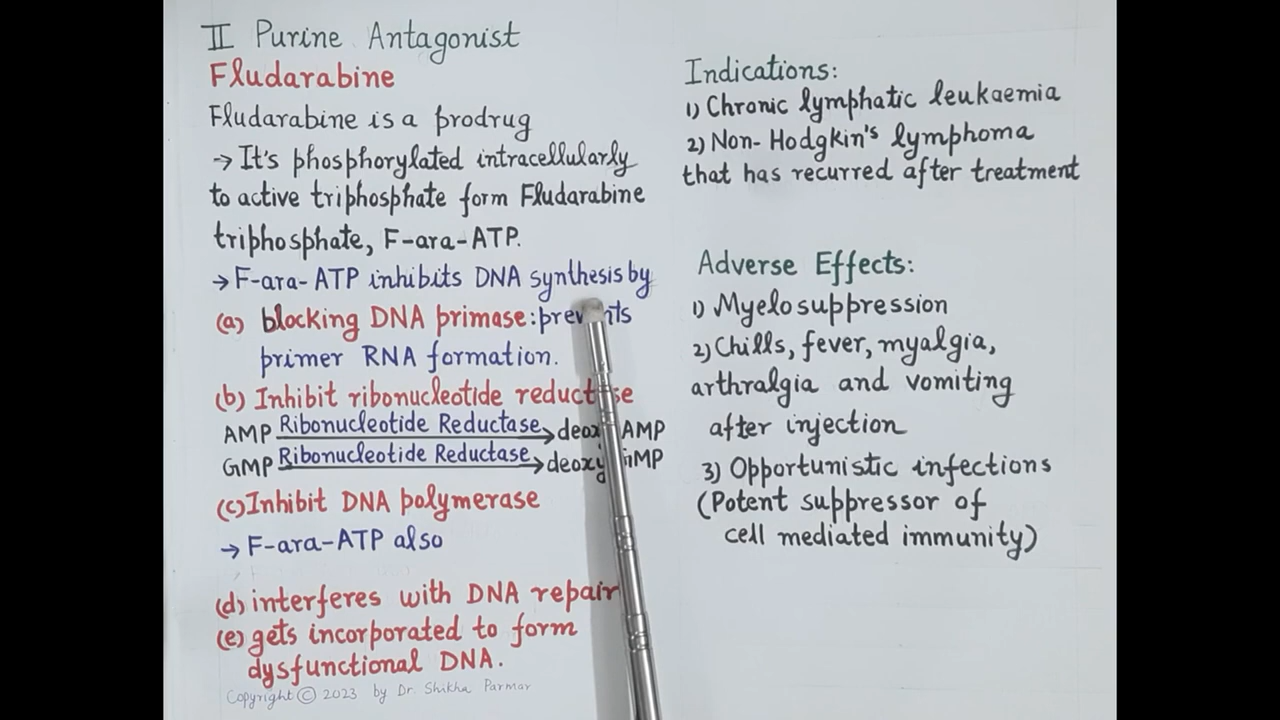 II Purine Antagonist
Fludarabine
Fludarabine is a prodrug
→ It's phosphorylated intracellularly
to active triphosphate form Fludarabine
triphosphate, F-ara-ATP.
→ F-ara-ATP inhibits DNA synthesis by
(a) blocking DNA primase: prevents
primer RNA formation.
(b) Inhibit ribonucleotide reductase
AMP Ribonucleotide Reductase → deoxyAMP
GMP Ribonucleotide Reductase → deoxyGMP
(c) Inhibit DNA polymerase
→ F-ara-ATP also
(d) interferes with DNA repair
(e) gets incorporated to form
dysfunctional DNA.
Copyright © 2023 by Dr. Shikha Parmar
Indications:
1) Chronic lymphatic leukaemia
2) Non-Hodgkin's lymphoma
that has recurred after treatment
Adverse Effects:
1) Myelosuppression
2) Chills, fever, myalgia,
arthralgia and vomiting
after injection
3) Opportunistic infections
(Potent suppressor of
cell mediated immunity)